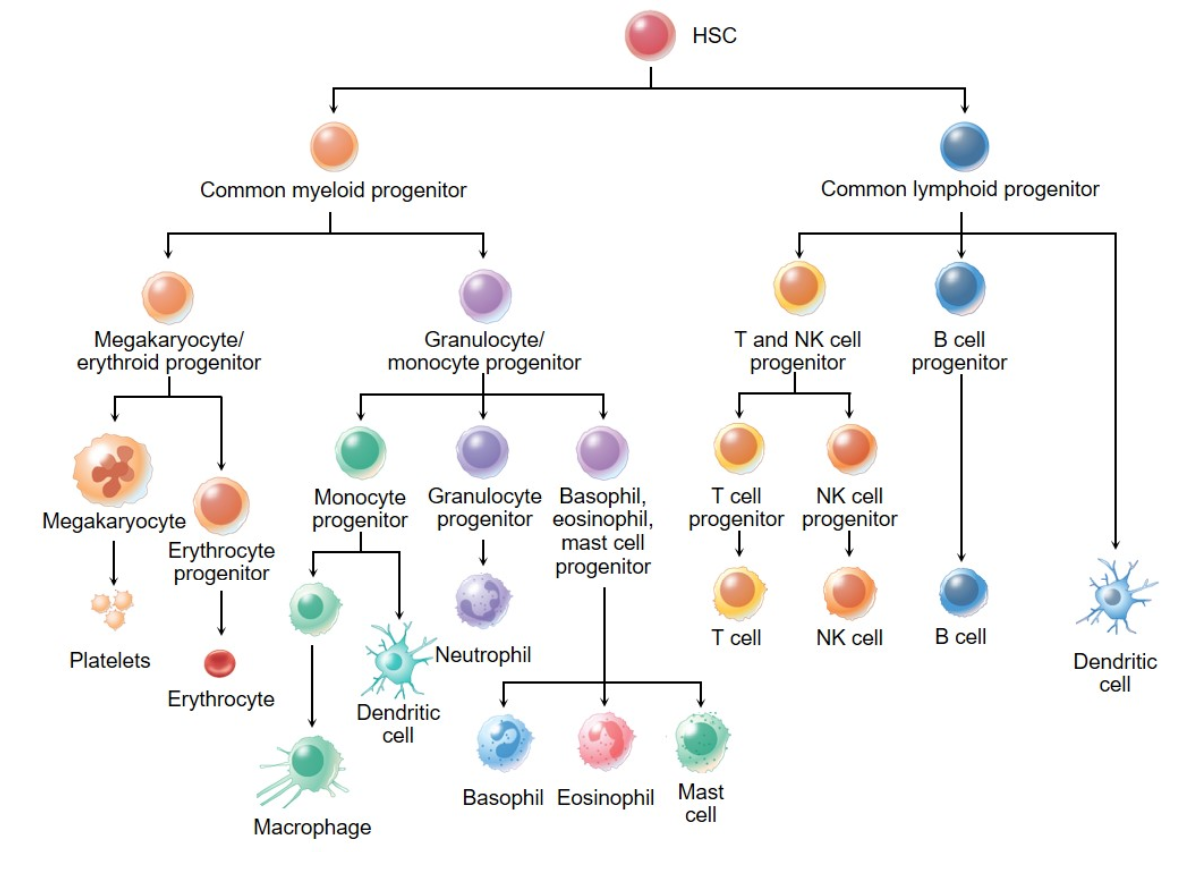 HSC
Common myeloid progenitor
Common lymphoid progenitor
Megakaryocyte/
erythroid progenitor
Granulocyte/
monocyte progenitor
T and NK cell
progenitor
B cell
progenitor
Megakaryocyte
Erythrocyte
progenitor
Monocyte
progenitor
Granulocyte
progenitor
Basophil,
eosinophil,
mast cell
progenitor
T cell
progenitor
NK cell
progenitor
Platelets
Erythrocyte
Dendritic
cell
Neutrophil
T cell
NK cell
B cell
Dendritic
cell
Macrophage
Basophil
Eosinophil
Mast
cell